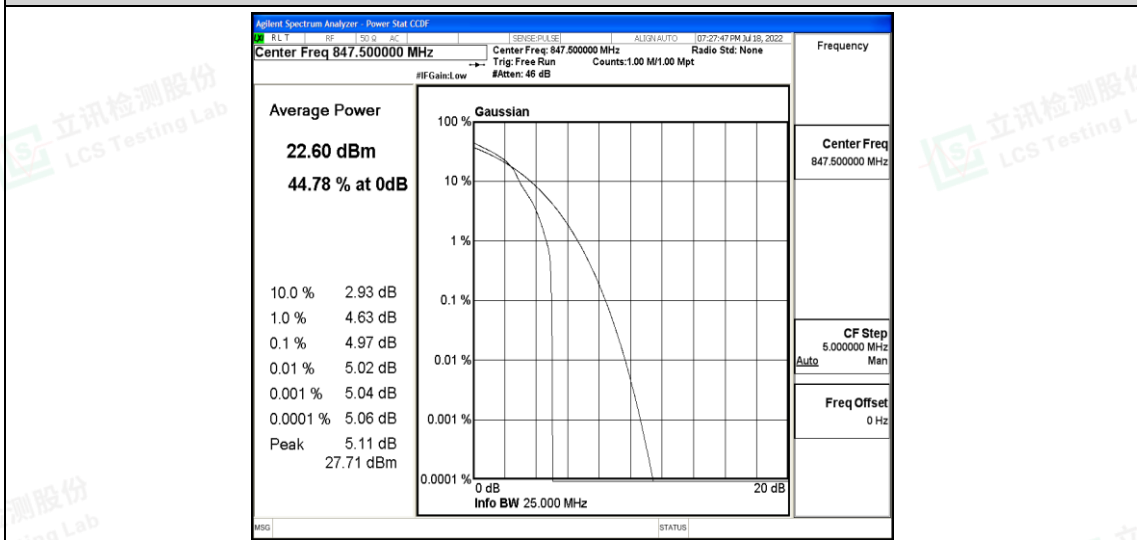 Agilent Spectrum Analyzer - Power Stat CCDF
LXI RLT RF 50 Ω AC SENSE:PULSE ALIGNAUTO 07:27:47 PM Jul 18, 2022
Center Freq 847.500000 MHz
Center Freq: 847.500000 MHz Radio Std: None
Trig: Free Run Counts:1.00 M/1.00 Mpt
#IFGain:Low #Atten: 46 dB
Frequency
Center Freq
847.500000 MHz
CF Step
5.000000 MHz
Auto Man
Freq Offset
0 Hz
Average Power
22.60 dBm
44.78 % at 0dB
10.0 % 2.93 dB
1.0 % 4.63 dB
0.1 % 4.97 dB
0.01 % 5.02 dB
0.001 % 5.04 dB
0.0001 % 5.06 dB
Peak 5.11 dB
27.71 dBm
Gaussian
100 %
10 %
1 %
0.1 %
0.01 %
0.001 %
0.0001 %
0 dB 20 dB
Info BW 25.000 MHz
MSG STATUS
立讯检测股份
LCS Testing Lab
立讯检测股份
LCS Testing Lab